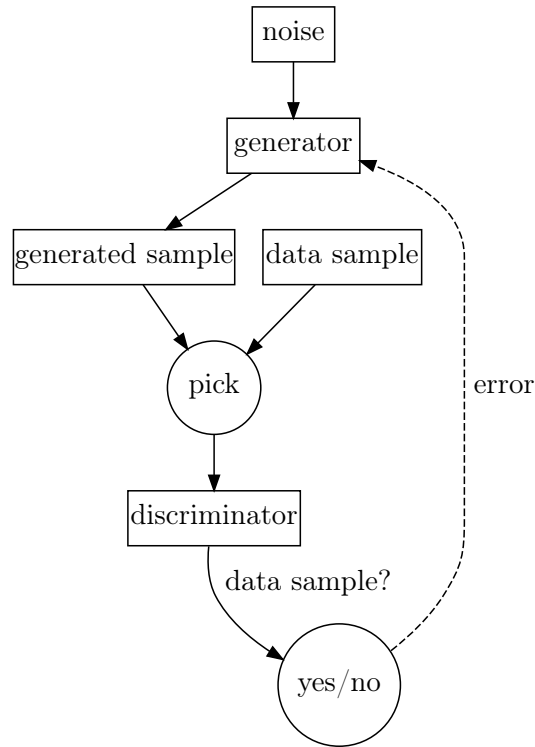 noise
generator
generated sample
data sample
pick
error
discriminator
data sample?
yes/no